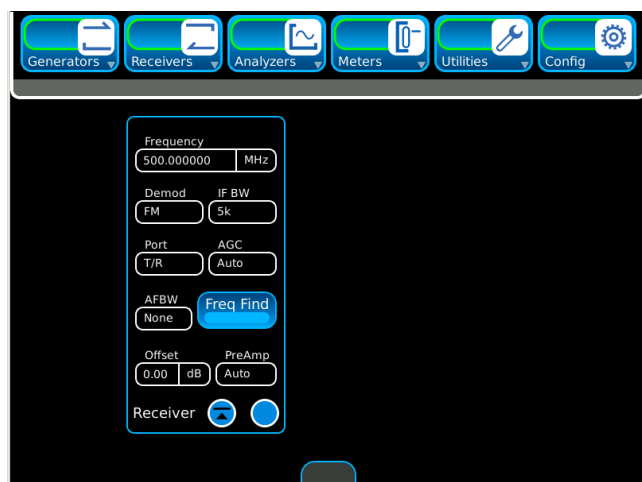 Generators Receivers Analyzers Meters Utilities Config
Frequency
500.000000 MHz
Demod IF BW
FM 5k
Port AGC
T/R Auto
AFBW Freq Find
None
Offset PreAmp
0.00 dB Auto
Receiver